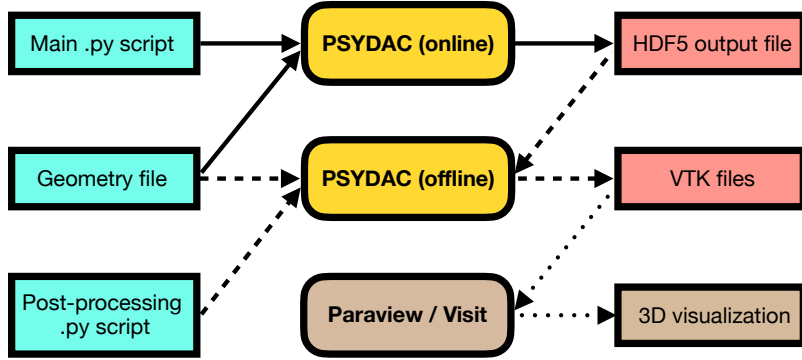 Main .py script
PSYDAC (online)
HDF5 output file
Geometry file
PSYDAC (offline)
VTK files
Post-processing
.py script
Paraview / Visit
3D visualization